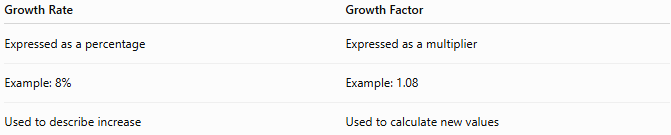 Growth Rate Growth Factor
Expressed as a percentage Expressed as a multiplier
Example: 8% Example: 1.08
Used to describe increase Used to calculate new values